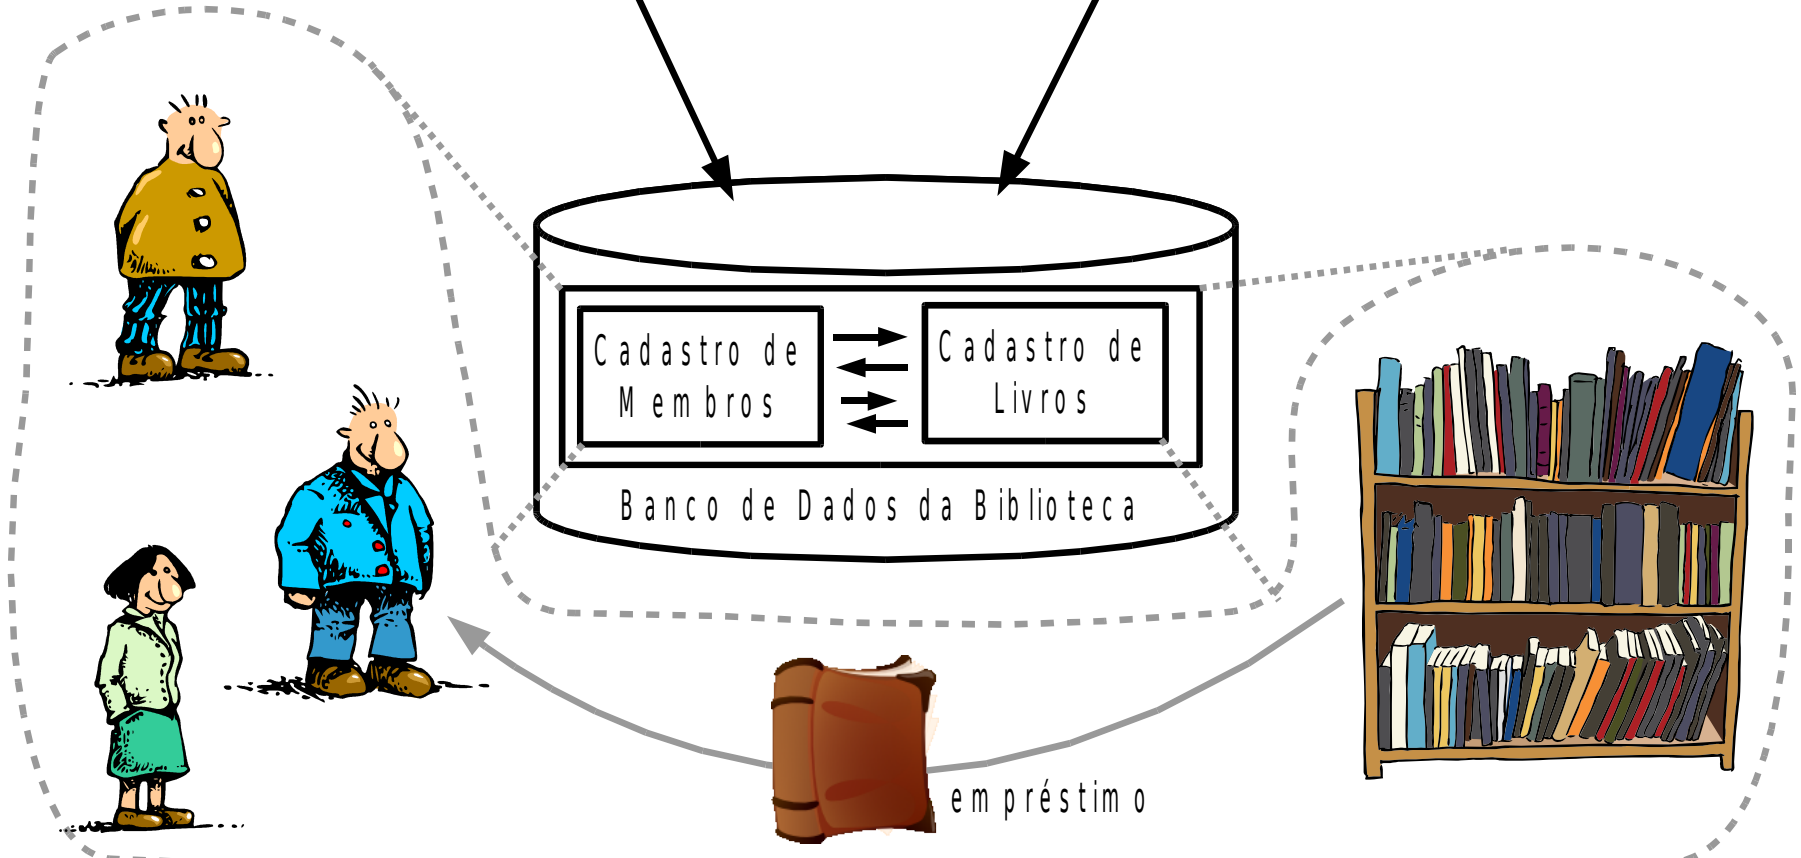 Cadastro de
Membros
Cadastro de
Livros
Banco de Dados da Biblioteca
empréstimo